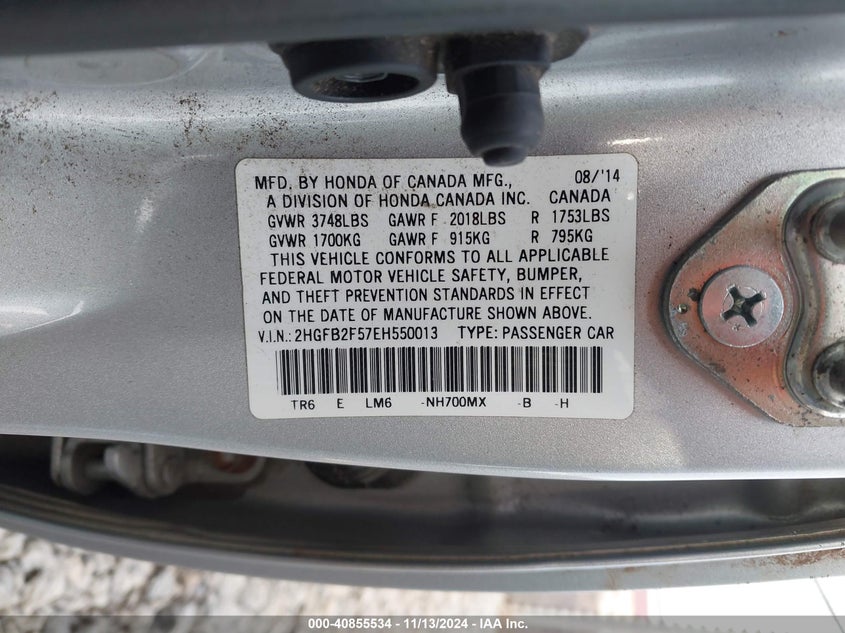 MFD. BY HONDA OF CANADA MFG., 08/'14
A DIVISION OF HONDA CANADA INC. CANADA
GVWR 3748LBS GAWR F 2018LBS R 1753LBS
GVWR 1700KG GAWR F 915KG R 795KG
THIS VEHICLE CONFORMS TO ALL APPLICABLE
FEDERAL MOTOR VEHICLE SAFETY, BUMPER,
AND THEFT PREVENTION STANDARDS IN EFFECT
ON THE DATE OF MANUFACTURE SHOWN ABOVE.
V.I.N.: 2HGFB2F57EH550013 TYPE: PASSENGER CAR
TR6 E LM6 -NH700MX -B -H
000-40855534 - 11/13/2024 - IAAI.com